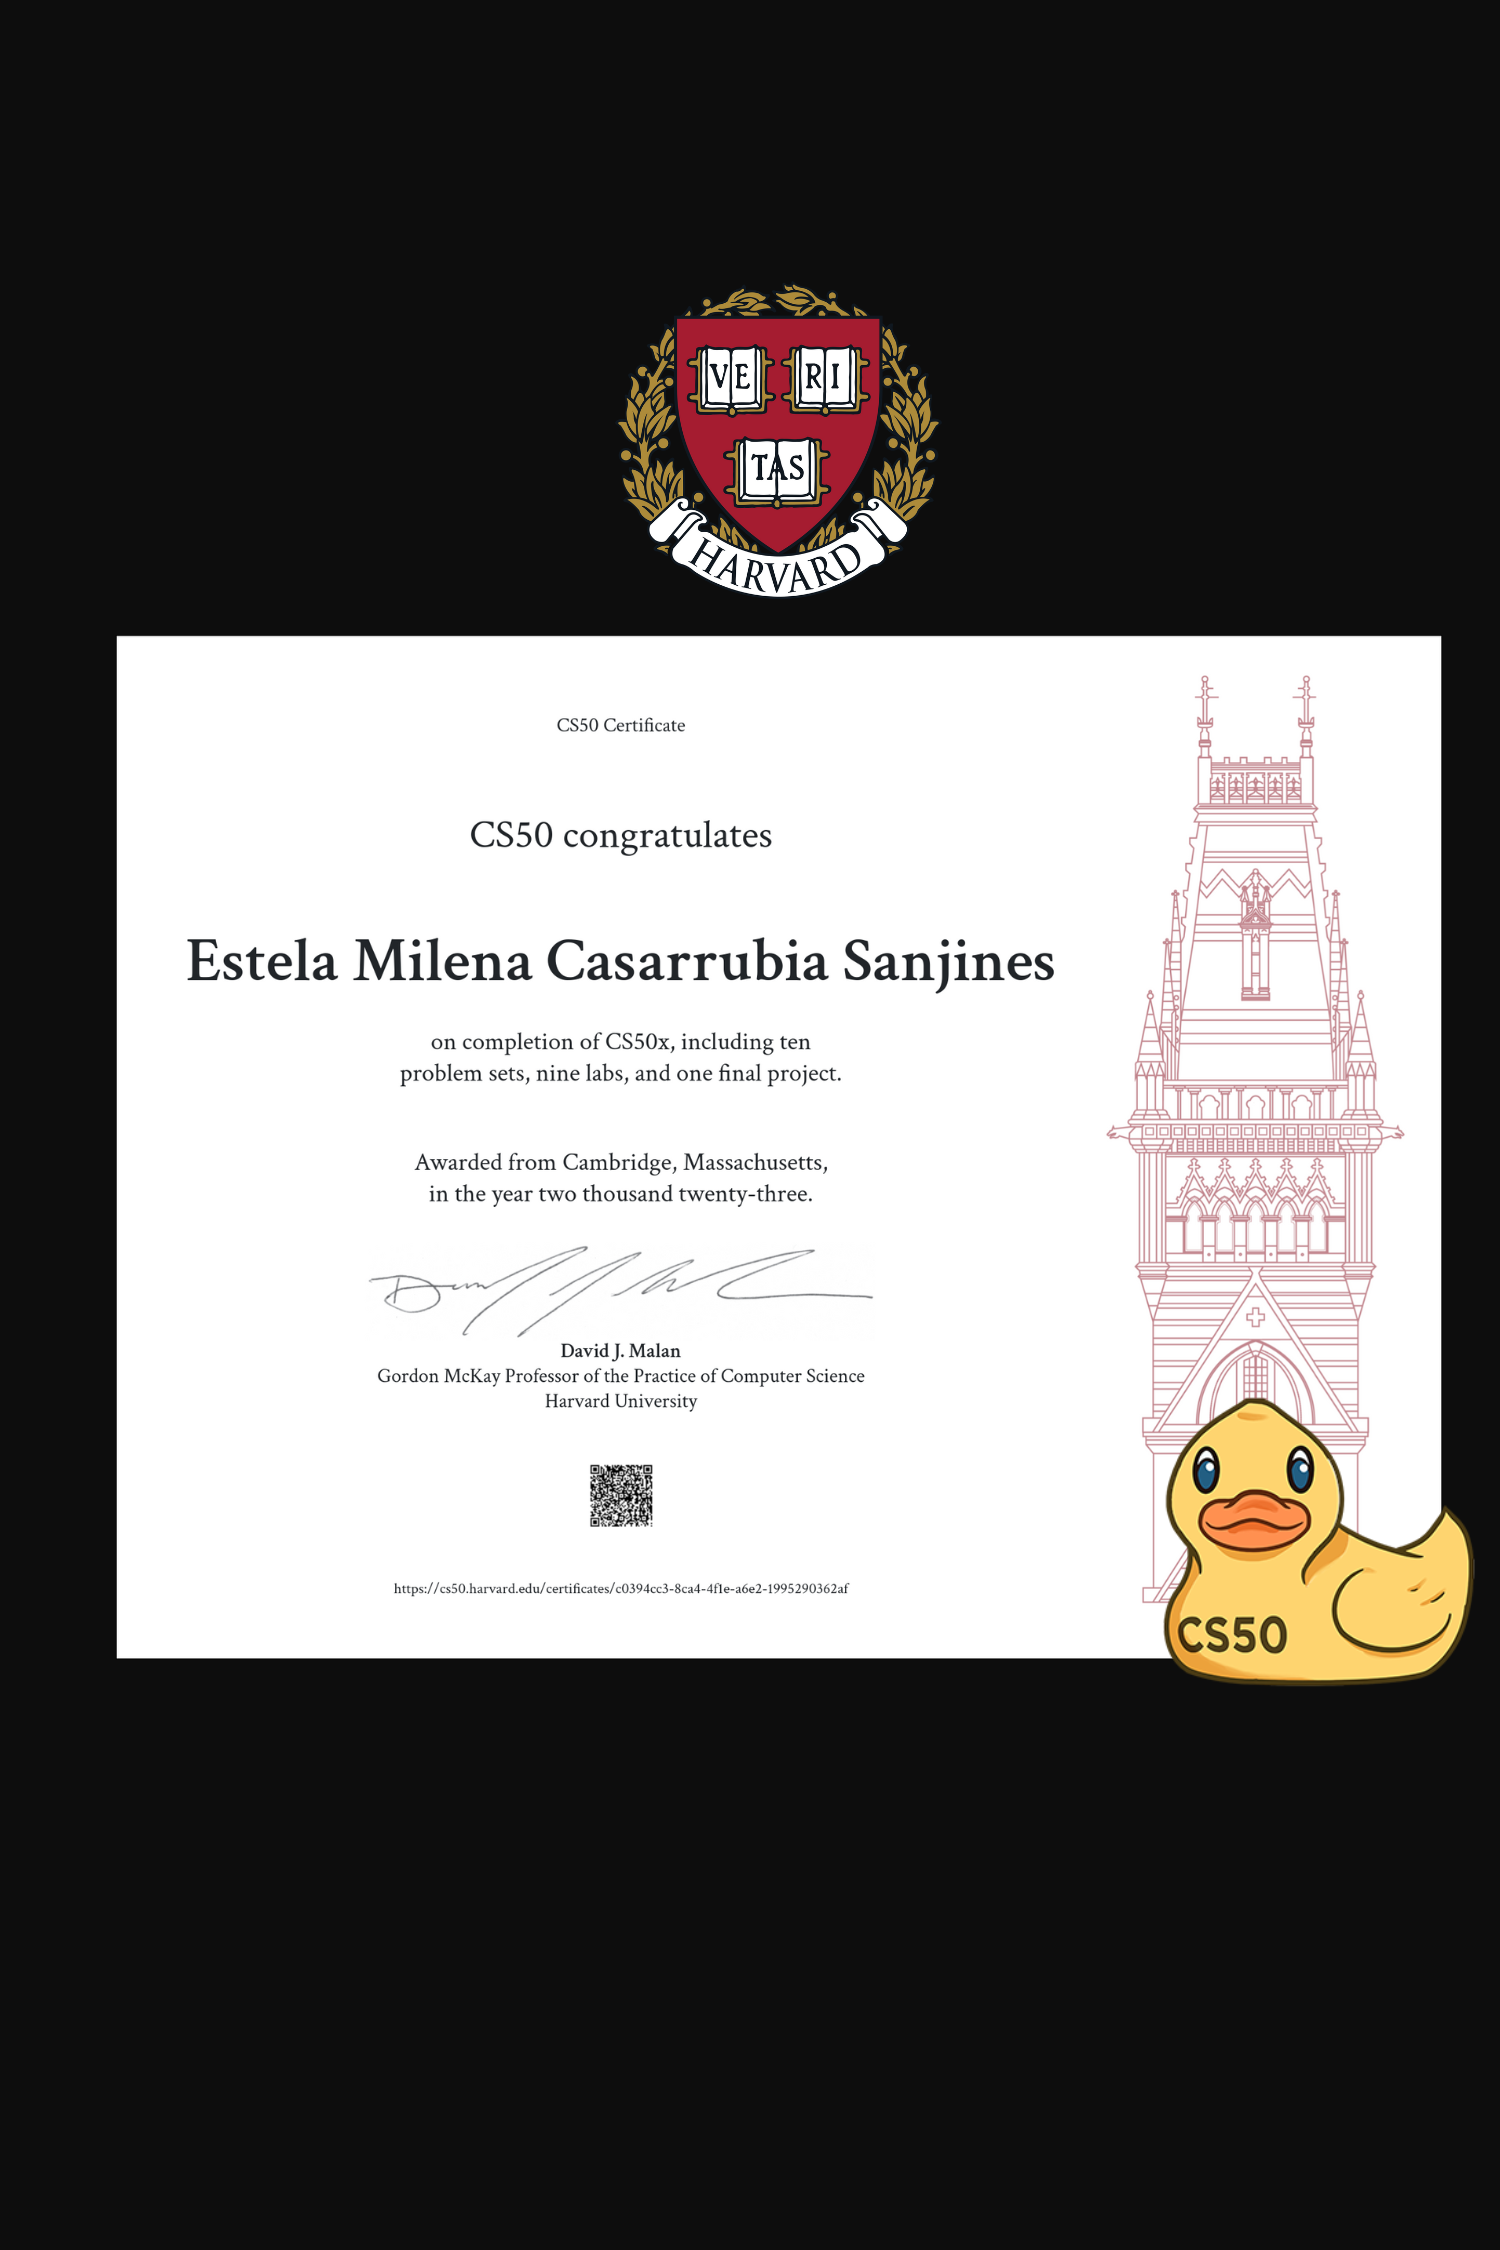 VE RI
TAS
HARVARD
CS50 Certificate
CS50 congratulates
Estela Milena Casarrubia Sanjines
on completion of CS50x, including ten
problem sets, nine labs, and one final project.
Awarded from Cambridge, Massachusetts,
in the year two thousand twenty-three.
David J. Malan
Gordon McKay Professor of the Practice of Computer Science
Harvard University
https://cs50.harvard.edu/certificates/c0394cc3-8ca4-4f1e-a6e2-1995290362af
CS50